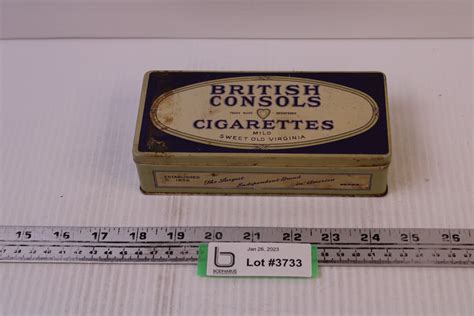 BRITISH
CONSOLS
CIGARETTES
MILD
SWEET OLD VIRGINIA
ESTABLISHED
The Largest Independent Brand in America
15 16 17 18 19 20 21 22 23 24 25 26
b
Jan 26, 2023
Lot #3733